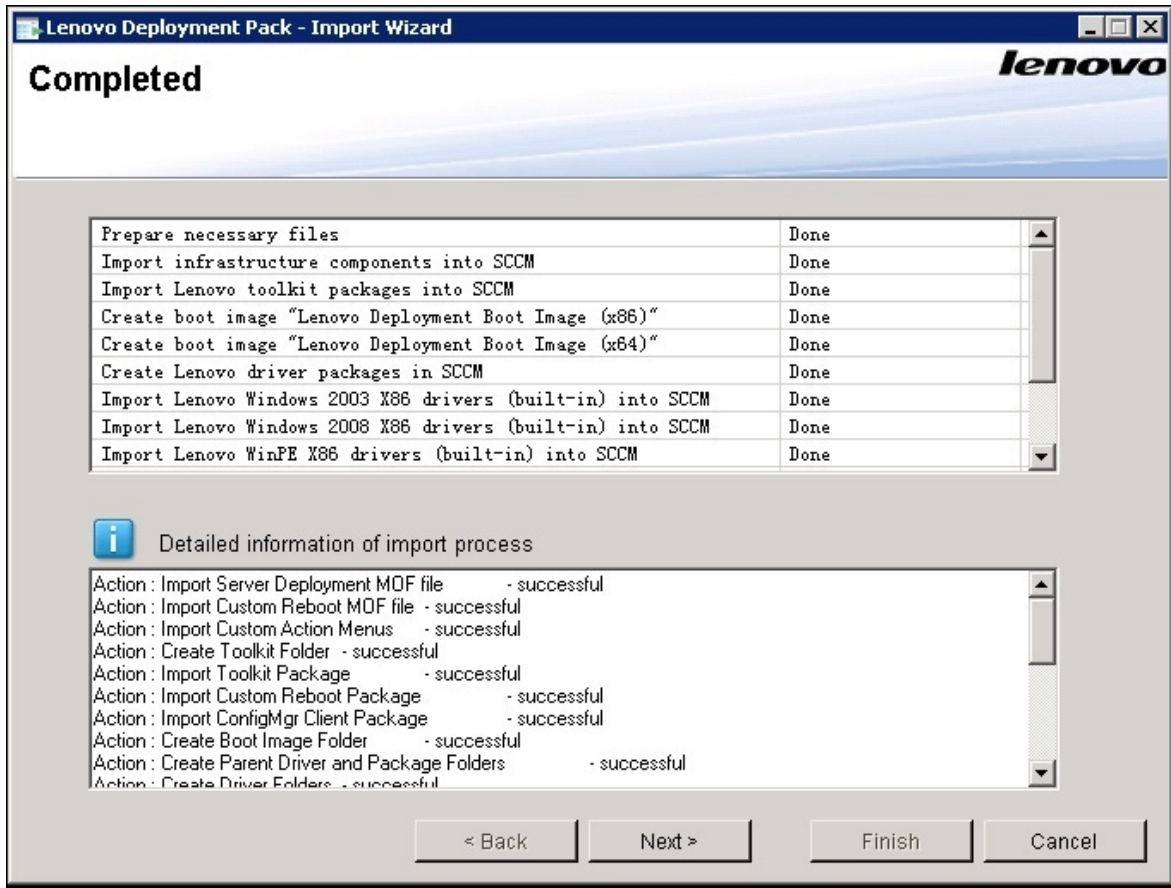 Lenovo Deployment Pack - Import Wizard
Completed
lenovo
Prepare necessary files Done
Import infrastructure components into SCCM Done
Import Lenovo toolkit packages into SCCM Done
Create boot image "Lenovo Deployment Boot Image (x86)" Done
Create boot image "Lenovo Deployment Boot Image (x64)" Done
Create Lenovo driver packages in SCCM Done
Import Lenovo Windows 2003 X86 drivers (built-in) into SCCM Done
Import Lenovo Windows 2008 X86 drivers (built-in) into SCCM Done
Import Lenovo WinPE X86 drivers (built-in) into SCCM Done
i Detailed information of import process
Action : Import Server Deployment MOF file - successful
Action : Import Custom Reboot MOF file - successful
Action : Import Custom Action Menus - successful
Action : Create Toolkit Folder - successful
Action : Import Toolkit Package - successful
Action : Import Custom Reboot Package - successful
Action : Import ConfigMgr Client Package - successful
Action : Create Boot Image Folder - successful
Action : Create Parent Driver and Package Folders - successful
Action : Create Driver Folders - successful
< Back Next > Finish Cancel